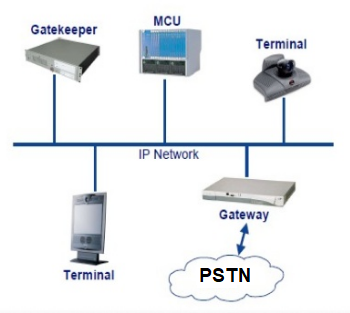 MCU
Gatekeeper
Terminal
IP Network
Gateway
Terminal
PSTN